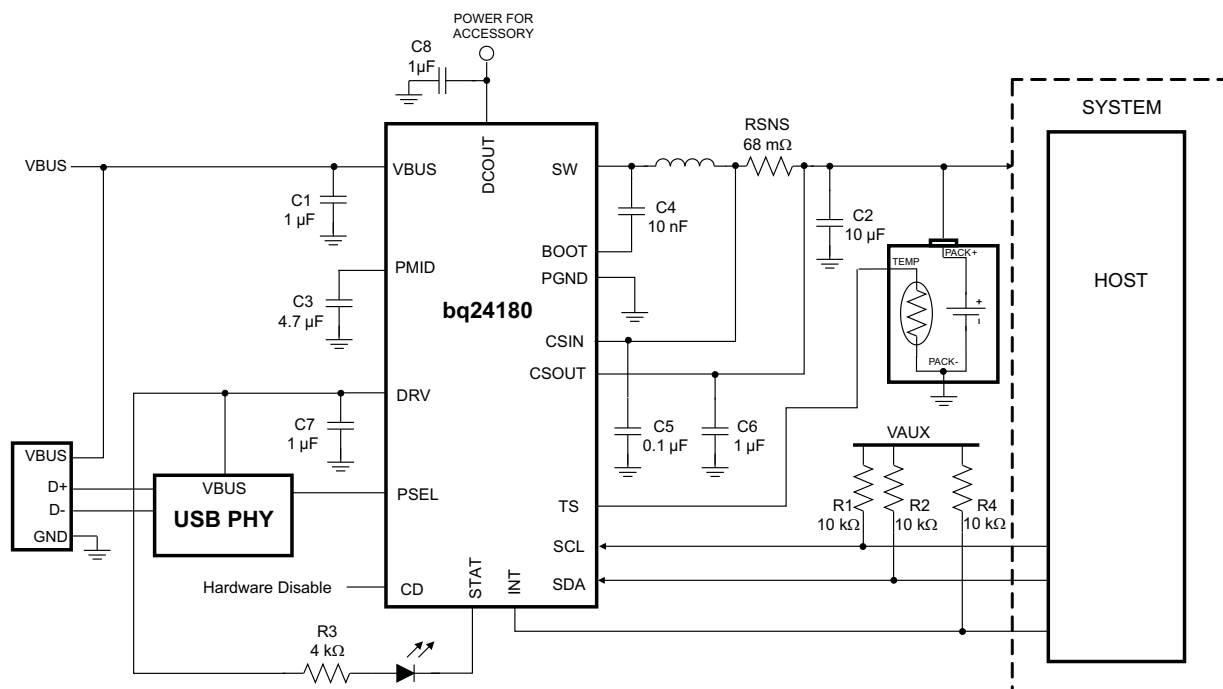 POWER FOR
ACCESSORY
C8
1µF
SYSTEM
RSNS
68 mΩ
VBUS
VBUS
DCOUT
SW
C1
1 µF
C4
10 nF
C2
10 µF
BOOT
PACK+
TEMP
HOST
PMID
PGND
C3
4.7 µF
bq24180
+
-
CSIN
PACK-
CSOUT
DRV
C7
1 µF
C5
0.1 µF
C6
1 µF
VAUX
VBUS
D+
D-
GND
VBUS
USB PHY
PSEL
TS
R1
10 kΩ
R2
10 kΩ
R4
10 kΩ
SCL
Hardware Disable
CD
STAT
INT
SDA
R3
4 kΩ